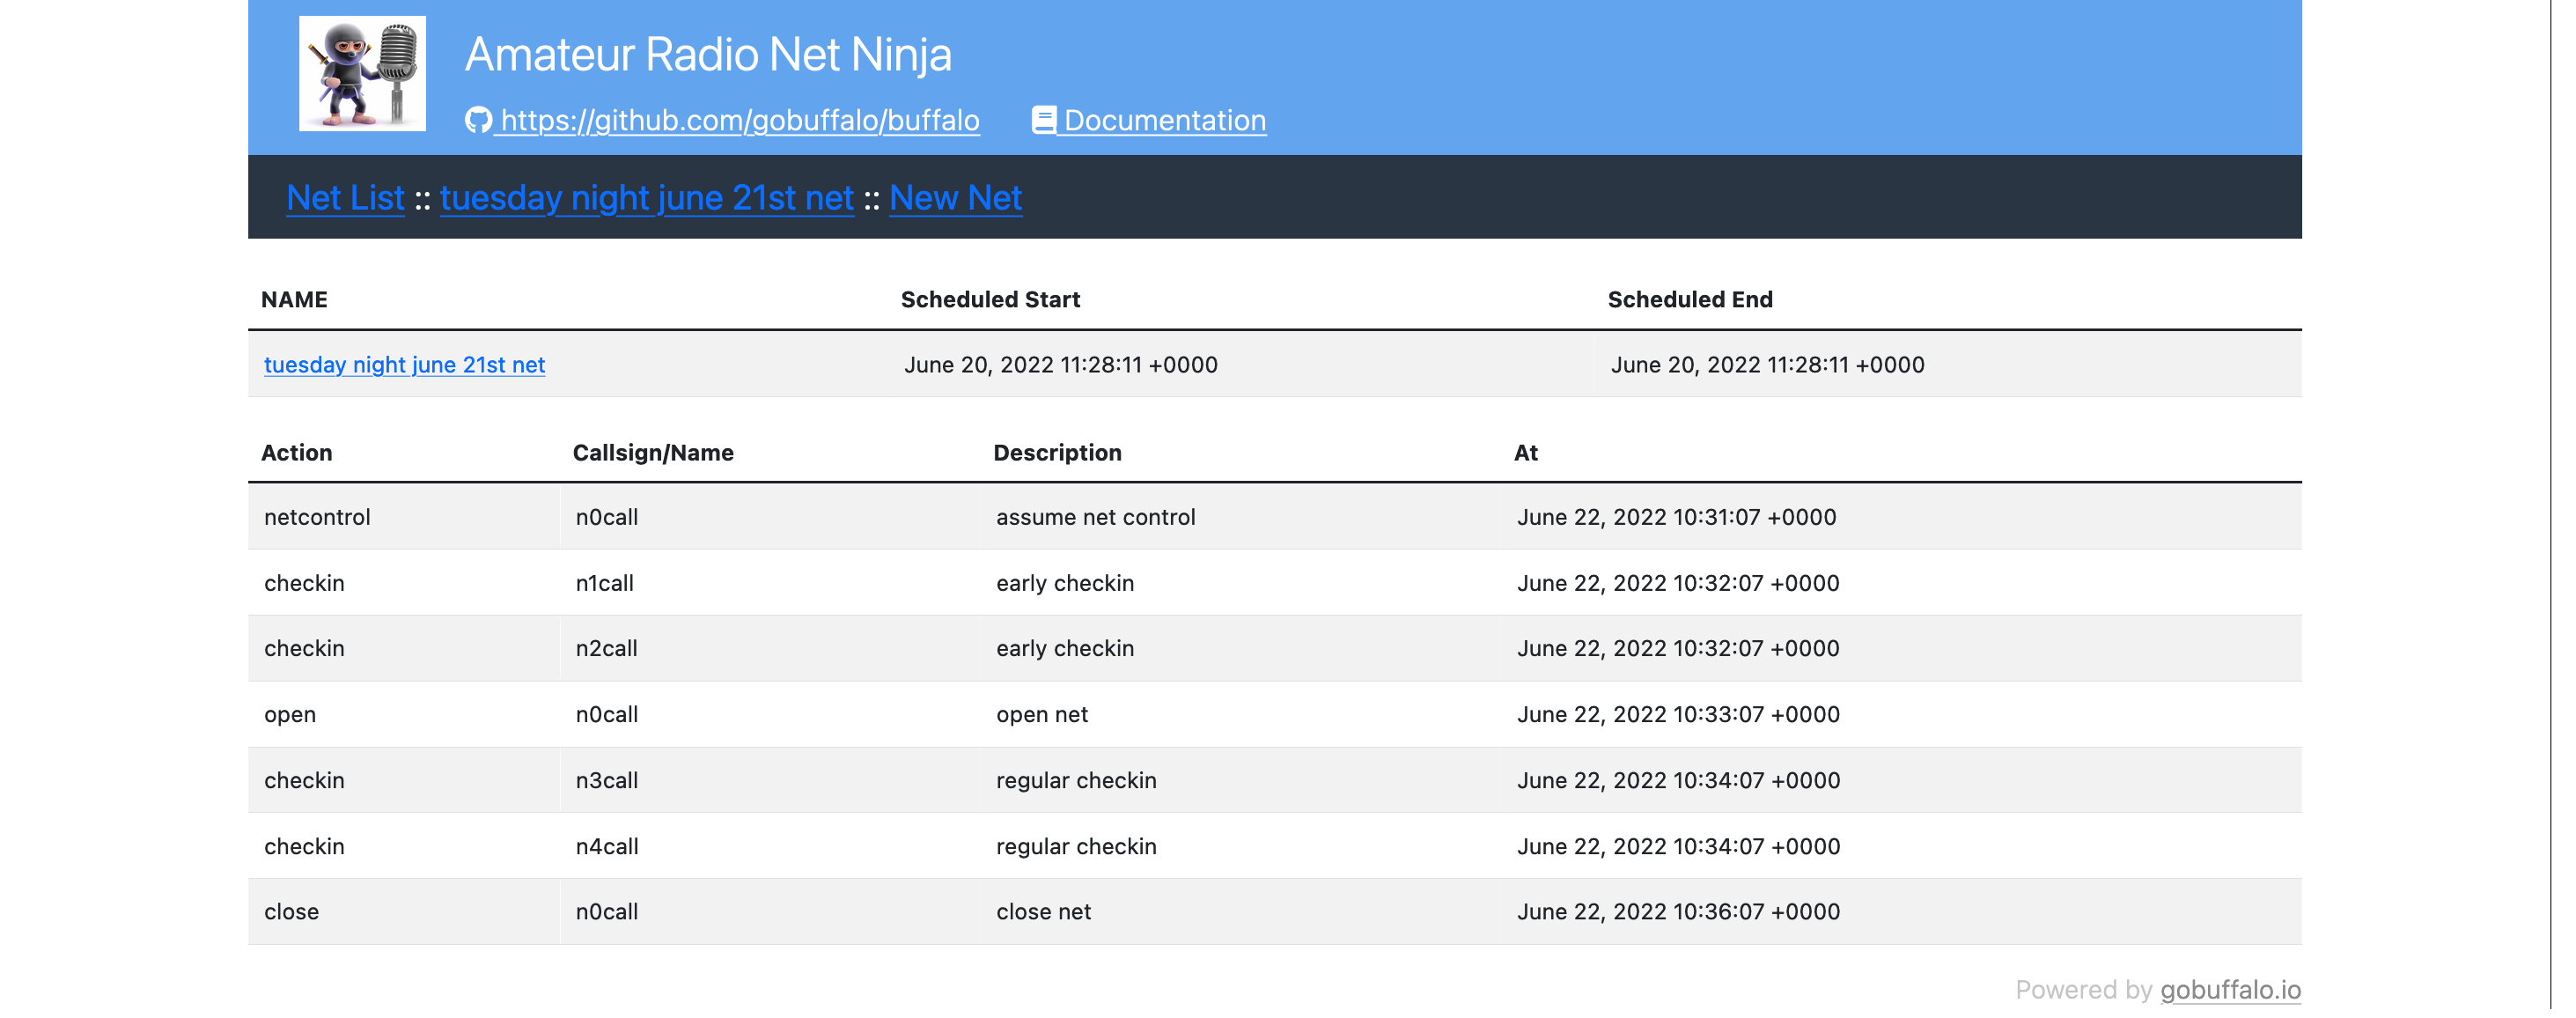 Amateur Radio Net Ninja
https://github.com/gobuffalo/buffalo Documentation
Net List :: tuesday night june 21st net :: New Net
NAME Scheduled Start Scheduled End
tuesday night june 21st net June 20, 2022 11:28:11 +0000 June 20, 2022 11:28:11 +0000
Action Callsign/Name Description At
netcontrol n0call assume net control June 22, 2022 10:31:07 +0000
checkin n1call early checkin June 22, 2022 10:32:07 +0000
checkin n2call early checkin June 22, 2022 10:32:07 +0000
open n0call open net June 22, 2022 10:33:07 +0000
checkin n3call regular checkin June 22, 2022 10:34:07 +0000
checkin n4call regular checkin June 22, 2022 10:34:07 +0000
close n0call close net June 22, 2022 10:36:07 +0000
Powered by gobuffalo.io